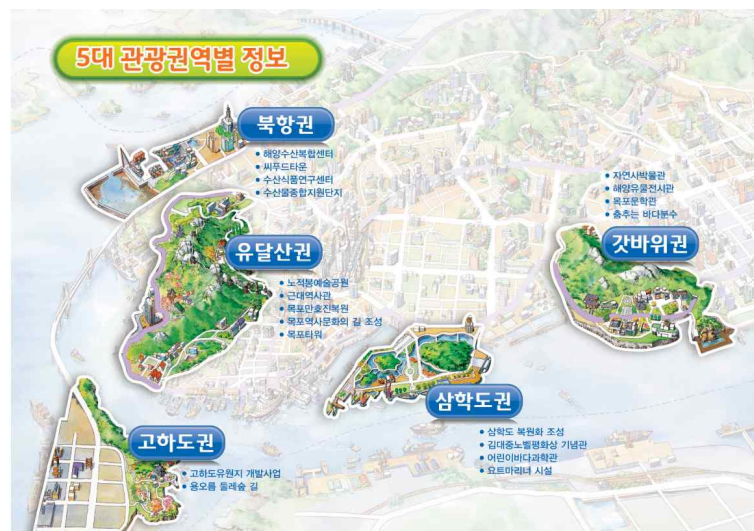 5대 관광권역별 정보
북항권
• 해양수산복합센터
• 씨푸드타운
• 수산식품연구센터
• 수산물종합지원단지
유달산권
• 노적봉예술공원
• 근대역사관
• 목포만호진복원
• 목포역사문화의 길 조성
• 목포타워
• 자연사박물관
• 해양유물전시관
• 목포문학관
• 춤추는 바다분수
갓바위권
삼학도권
• 삼학도 복원화 조성
• 김대중노벨평화상 기념관
• 어린이바다과학관
• 요트마리너 시설
고하도권
• 고하도유원지 개발사업
• 용오름 둘레숲 길